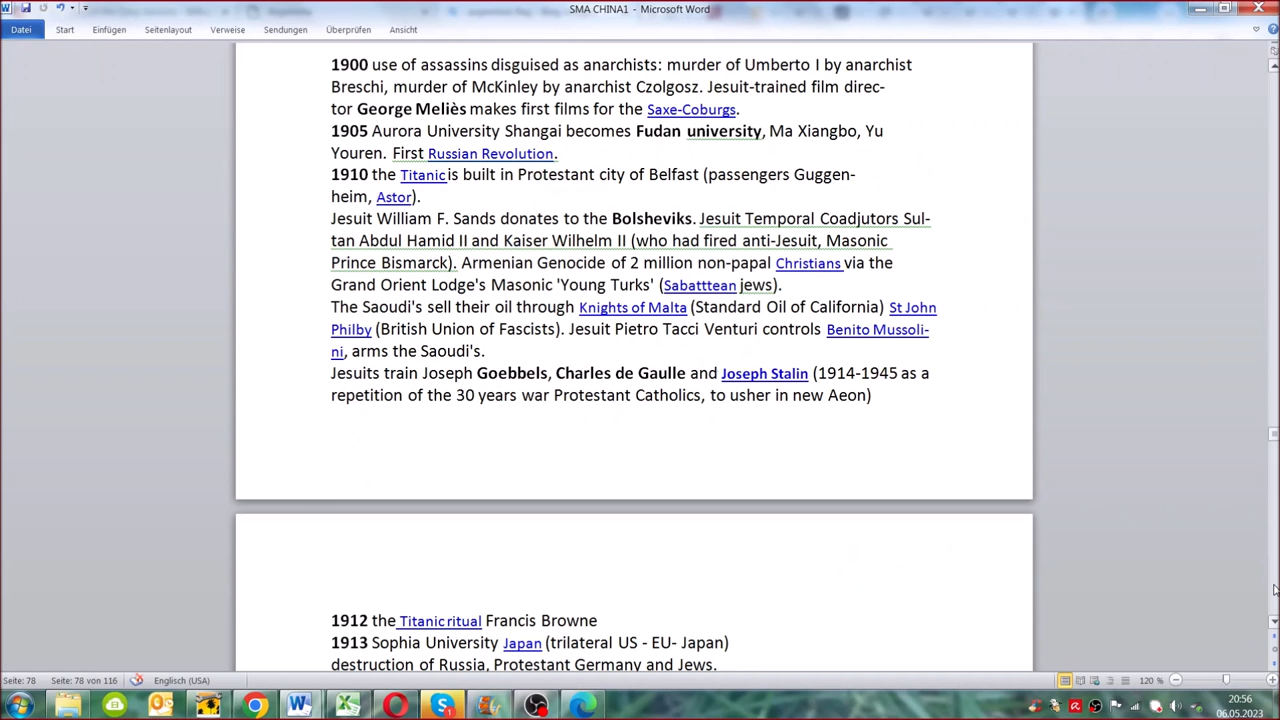 SMA CHINA1 - Microsoft Word
Datei Start Einfügen Seitenlayout Verweise Sendungen Überprüfen Ansicht
1900 use of assassins disguised as anarchists: murder of Umberto I by anarchist
Breschi, murder of McKinley by anarchist Czolgosz. Jesuit-trained film direc-
tor George Meliès makes first films for the Saxe-Coburgs.
1905 Aurora University Shangai becomes Fudan university, Ma Xiangbo, Yu
Youren. First Russian Revolution.
1910 the Titanic is built in Protestant city of Belfast (passengers Guggen-
heim, Astor).
Jesuit William F. Sands donates to the Bolsheviks. Jesuit Temporal Coadjutors Sul-
tan Abdul Hamid II and Kaiser Wilhelm II (who had fired anti-Jesuit, Masonic
Prince Bismarck). Armenian Genocide of 2 million non-papal Christians via the
Grand Orient Lodge's Masonic 'Young Turks' (Sabatttean jews).
The Saoudi's sell their oil through Knights of Malta (Standard Oil of California) St John
Philby (British Union of Fascists). Jesuit Pietro Tacci Venturi controls Benito Mussoli-
ni, arms the Saoudi's.
Jesuits train Joseph Goebbels, Charles de Gaulle and Joseph Stalin (1914-1945 as a
repetition of the 30 years war Protestant Catholics, to usher in new Aeon)
1912 the Titanic ritual Francis Browne
1913 Sophia University Japan (trilateral US - EU- Japan)
destruction of Russia, Protestant Germany and Jews.
Seite: 78 Seite: 78 von 116 Englisch (USA) 120 %
20:56
06.05.2023